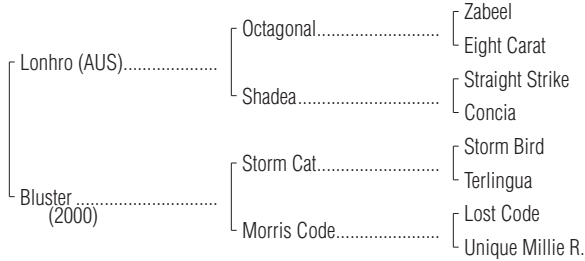 Zabeel
Octagonal
Eight Carat
Lonhro (AUS)
Straight Strike
Shadea
Concia
Storm Bird
Storm Cat
Terlingua
Bluster
(2000)
Lost Code
Morris Code
Unique Millie R.